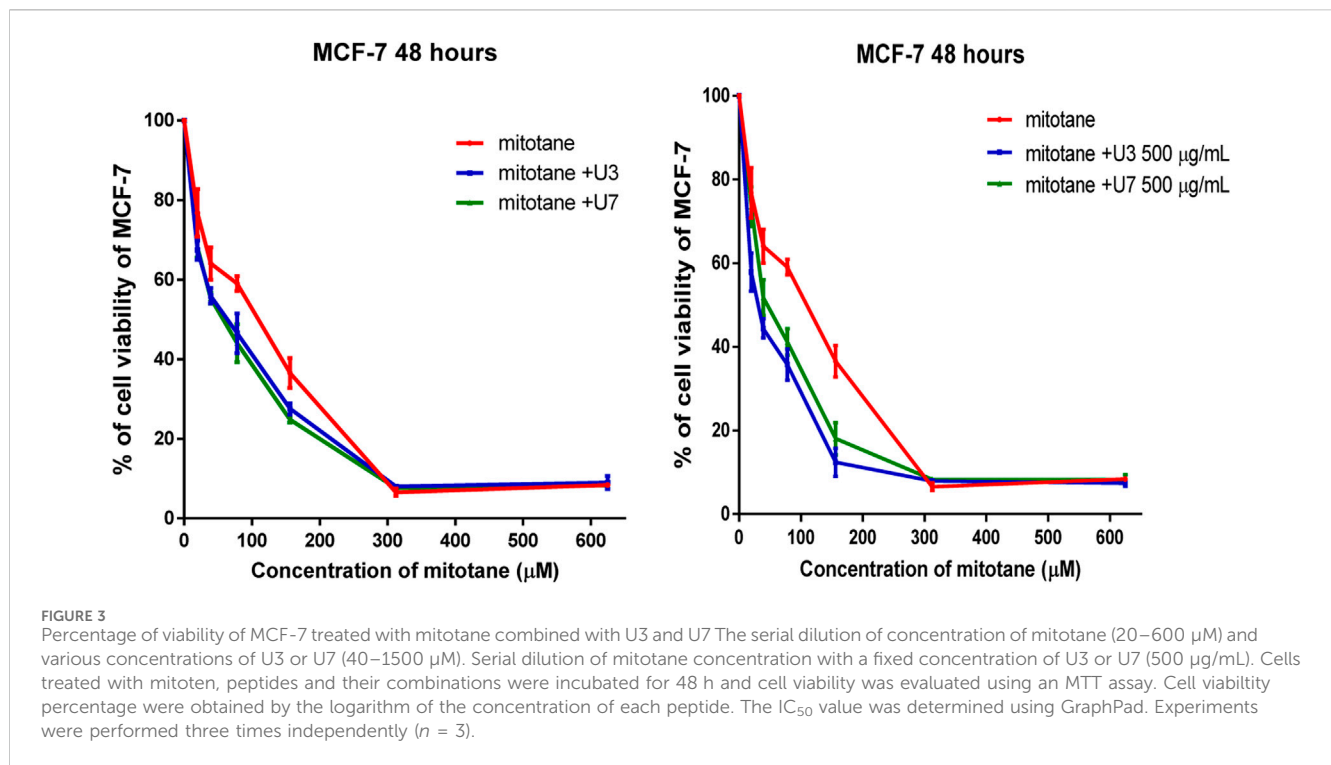 MCF-7 48 hours
100
80
60
40
20
0
% of cell viability of MCF-7
mitotane
mitotane +U3
mitotane +U7
0 100 200 300 400 500 600
Concentration of mitotane (μM)
MCF-7 48 hours
100
80
60
40
20
0
% of cell viability of MCF-7
mitotane
mitotane +U3 500 μg/mL
mitotane +U7 500 μg/mL
0 100 200 300 400 500 600
Concentration of mitotane (μM)
FIGURE 3
Percentage of viability of MCF-7 treated with mitotane combined with U3 and U7 The serial dilution of concentration of mitotane (20–600 μM) and
various concentrations of U3 or U7 (40–1500 μM). Serial dilution of mitotane concentration with a fixed concentration of U3 or U7 (500 μg/mL). Cells
treated with mitoten, peptides and their combinations were incubated for 48 h and cell viability was evaluated using an MTT assay. Cell viabiltity
percentage were obtained by the logarithm of the concentration of each peptide. The IC50 value was determined using GraphPad. Experiments
were performed three times independently (n = 3).